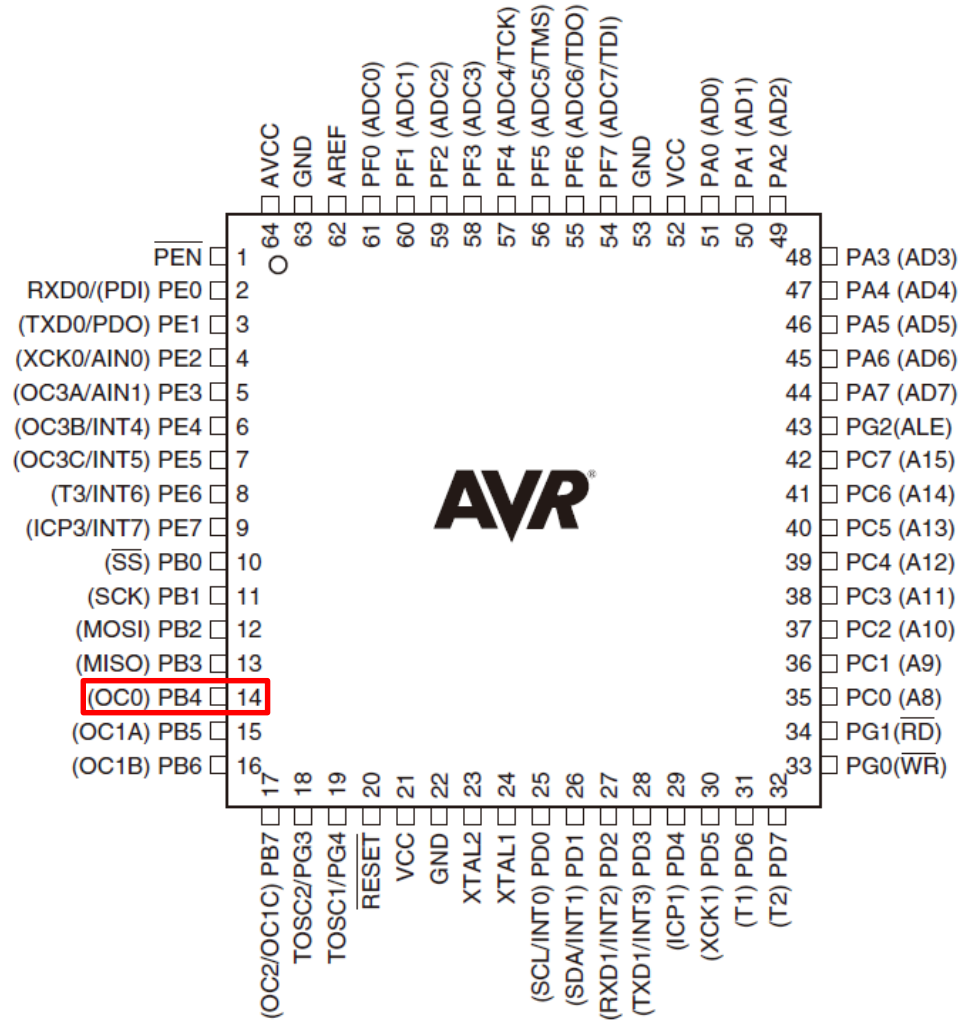 AVCC
GND
AREF
PF0 (ADC0)
PF1 (ADC1)
PF2 (ADC2)
PF3 (ADC3)
PF4 (ADC4/TCK)
PF5 (ADC5/TMS)
PF6 (ADC6/TDO)
PF7 (ADC7/TDI)
GND
VCC
PA0 (AD0)
PA1 (AD1)
PA2 (AD2)
64
63
62
61
60
59
58
57
56
55
54
53
52
51
50
49
PEN 1
RXD0/(PDI) PE0 2
(TXD0/PDO) PE1 3
(XCK0/AIN0) PE2 4
(OC3A/AIN1) PE3 5
(OC3B/INT4) PE4 6
(OC3C/INT5) PE5 7
(T3/INT6) PE6 8
(ICP3/INT7) PE7 9
(SS) PB0 10
(SCK) PB1 11
(MOSI) PB2 12
(MISO) PB3 13
(OC0) PB4 14
(OC1A) PB5 15
(OC1B) PB6 16
AVR®
48 PA3 (AD3)
47 PA4 (AD4)
46 PA5 (AD5)
45 PA6 (AD6)
44 PA7 (AD7)
43 PG2(ALE)
42 PC7 (A15)
41 PC6 (A14)
40 PC5 (A13)
39 PC4 (A12)
38 PC3 (A11)
37 PC2 (A10)
36 PC1 (A9)
35 PC0 (A8)
34 PG1(RD)
33 PG0(WR)
17
18
19
20
21
22
23
24
25
26
27
28
29
30
31
32
(OC2/OC1C) PB7
TOSC2/PG3
TOSC1/PG4
RESET
VCC
GND
XTAL2
XTAL1
(SCL/INT0) PD0
(SDA/INT1) PD1
(RXD1/INT2) PD2
(TXD1/INT3) PD3
(ICP1) PD4
(XCK1) PD5
(T1) PD6
(T2) PD7